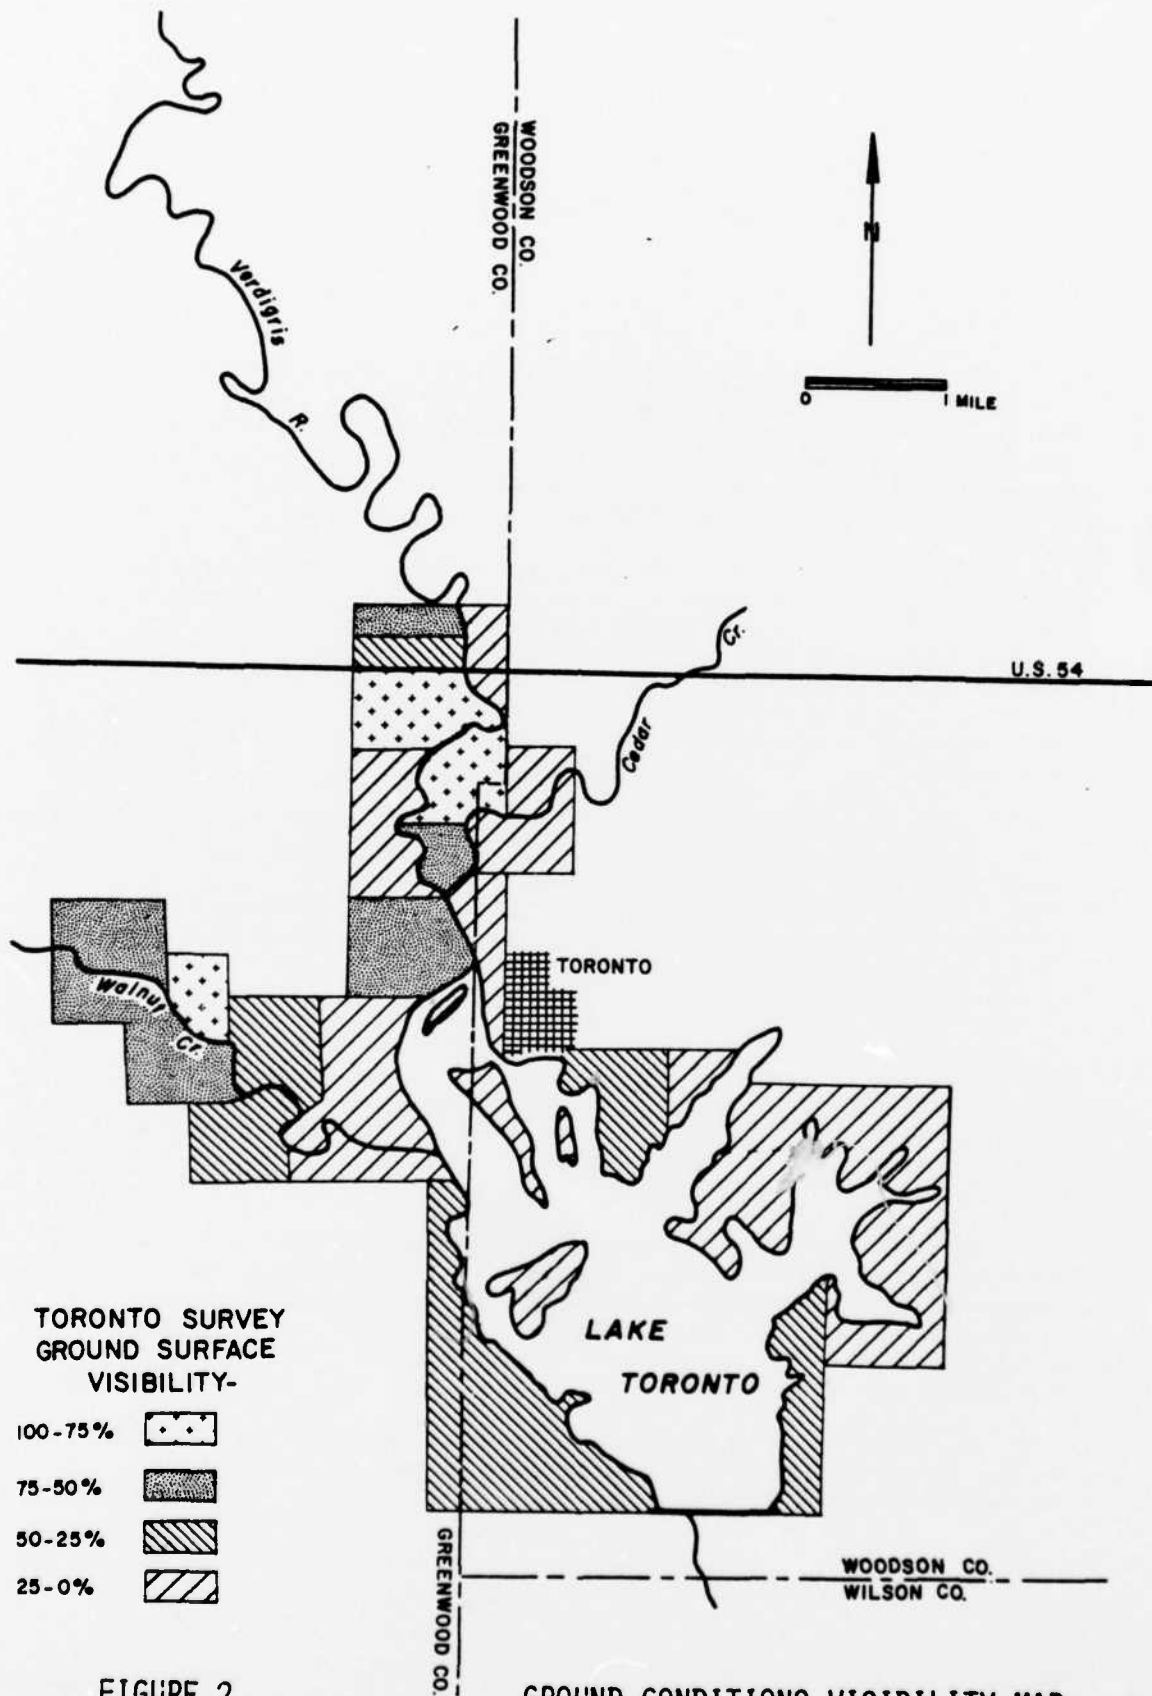 WOODSON CO.
GREENWOOD CO.
N
Verdigris
R.
0 1 MILE
Cr.
U.S. 54
Cedar
TORONTO
Walnut
Cr.
TORONTO SURVEY
GROUND SURFACE
VISIBILITY-
100-75%
75-50%
50-25%
25-0%
LAKE
TORONTO
GREENWOOD CO.
WOODSON CO.
WILSON CO.
FIGURE 2
GROUND CONDITIONS VISIBILITY MAP